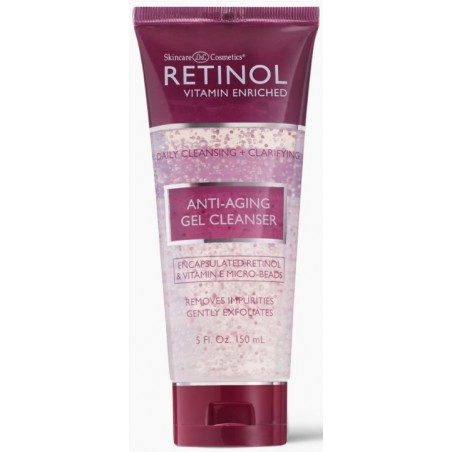 Skincare LdeL Cosmetics®
RETINOL
VITAMIN ENRICHED
DAILY CLEANSING + CLARIFYING
ANTI-AGING
GEL CLEANSER
ENCAPSULATED RETINOL
& VITAMIN E MICRO-BEADS
REMOVES IMPURITIES
GENTLY EXFOLIATES
5 Fl. Oz. 150 mL